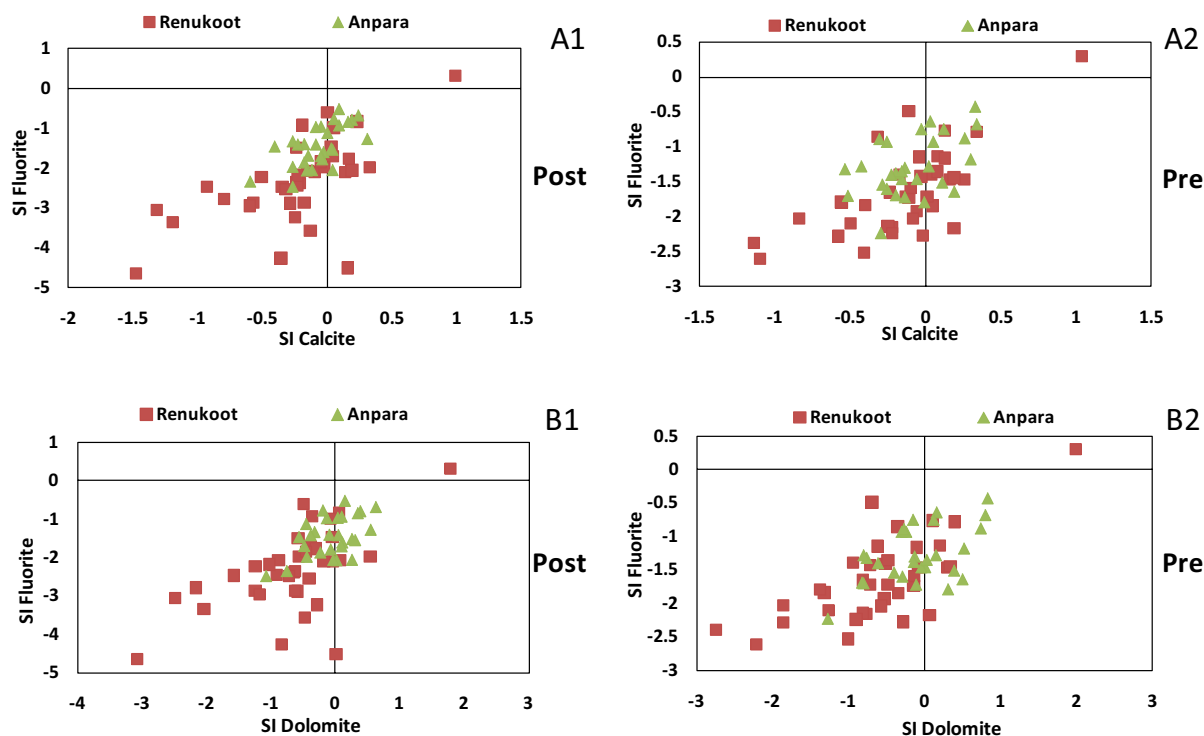 Renukoot Anpara A1
1
0
-1
-2
-3
-4
-5
SI Fluorite
-2 -1.5 -1 -0.5 0 0.5 1 1.5
SI Calcite
Post
Renukoot Anpara A2
0.5
0
-0.5
-1
-1.5
-2
-2.5
-3
SI Fluorite
-1.5 -1 -0.5 0 0.5 1 1.5
SI Calcite
Pre
Renukoot Anpara B1
1
0
-1
-2
-3
-4
-5
SI Fluorite
-4 -3 -2 -1 0 1 2 3
SI Dolomite
Post
Renukoot Anpara B2
0.5
0
-0.5
-1
-1.5
-2
-2.5
-3
SI Fluorite
-3 -2 -1 0 1 2 3
SI Dolomite
Pre